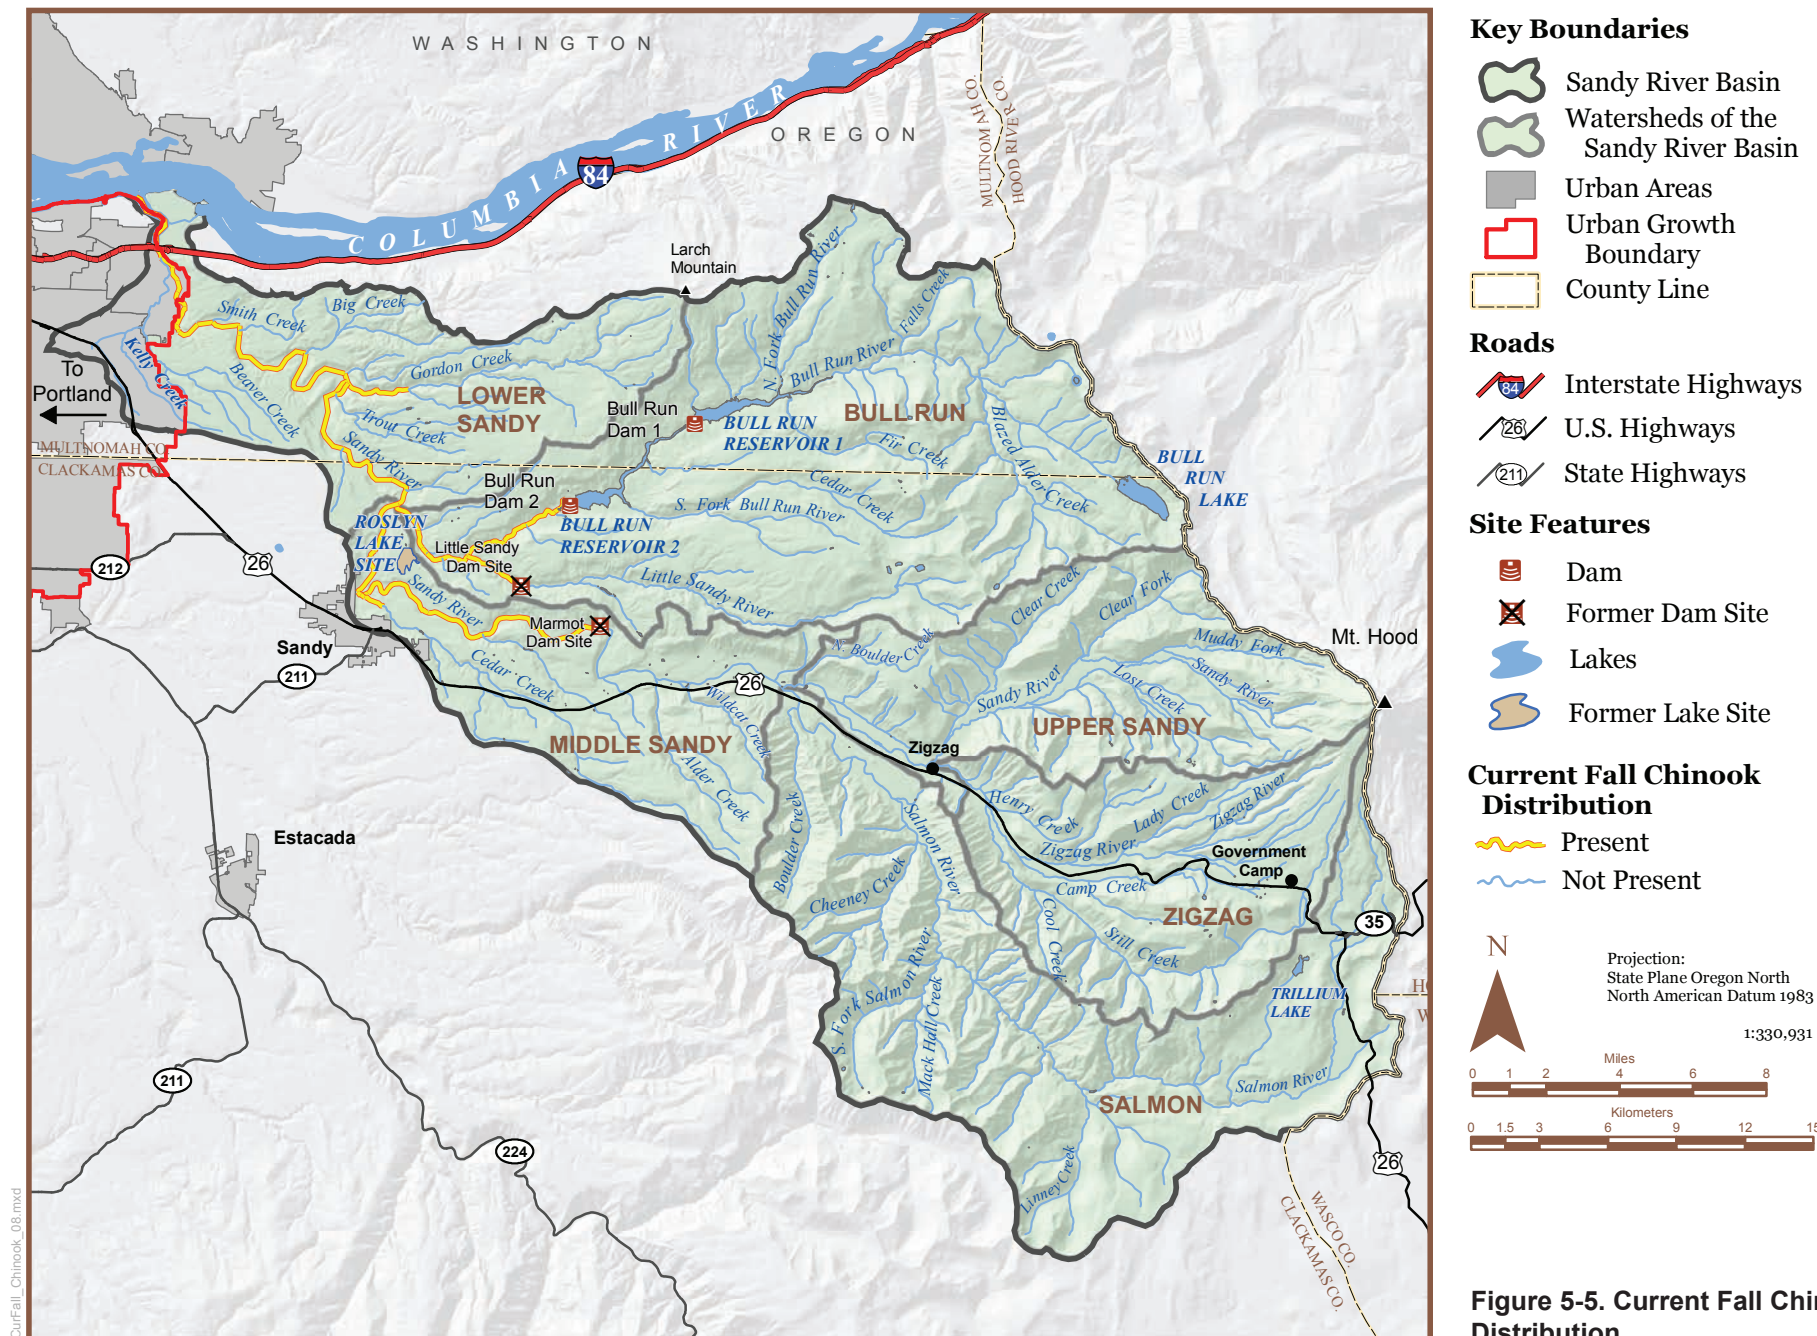 WASHINGTON
COLUMBIA RIVER
OREGON
84
MULTNOMAH CO.
HOOD RIVER CO.
Larch
Mountain
Smith Creek
Big Creek
Gordon Creek
Kelly Creek
Beaver Creek
Trout Creek
Sandy River
To
Portland
MULTNOMAH CO.
CLACKAMAS CO.
LOWER
SANDY
N. Fork Bull Run River
Falls Creek
Bull Run River
Bull Run
Dam 1
BULL RUN
RESERVOIR 1
BULL RUN
Fir Creek
Blazed Alder Creek
BULL
RUN
LAKE
Bull Run
Dam 2
BULL RUN
RESERVOIR 2
S. Fork Bull Run River
Cedar Creek
ROSLYN
LAKE
SITE
Little Sandy
Dam Site
Little Sandy River
Sandy River
Marmot
Dam Site
212
26
Sandy
211
Cedar Creek
26
Wildcat Creek
N. Boulder Creek
Clear Creek
Clear Fork
Muddy Fork
Sandy River
Lost Creek
Sandy River
Mt. Hood
UPPER SANDY
MIDDLE SANDY
Alder Creek
Boulder Creek
Zigzag
Henry Creek
Lady Creek
Zigzag River
Zigzag River
Government
Camp
Salmon River
Cheeney Creek
Camp Creek
Cool Creek
ZIGZAG
Still Creek
35
Estacada
S. Fork Salmon River
Mack Hall Creek
TRILLIUM
LAKE
Salmon River
SALMON
Linney Creek
211
224
26
WASCO CO.
CLACKAMAS CO.
CurFall_Chinook_08.mxd
Key Boundaries
Sandy River Basin
Watersheds of the
Sandy River Basin
Urban Areas
Urban Growth
Boundary
County Line
Roads
84
Interstate Highways
26
U.S. Highways
211
State Highways
Site Features
Dam
Former Dam Site
Lakes
Former Lake Site
Current Fall Chinook
Distribution
Present
Not Present
N
Projection:
State Plane Oregon North
North American Datum 1983
1:330,931
Miles
0 1 2 4 6 8
Kilometers
0 1.5 3 6 9 12 15
Figure 5-5. Current Fall Chi
Distribution